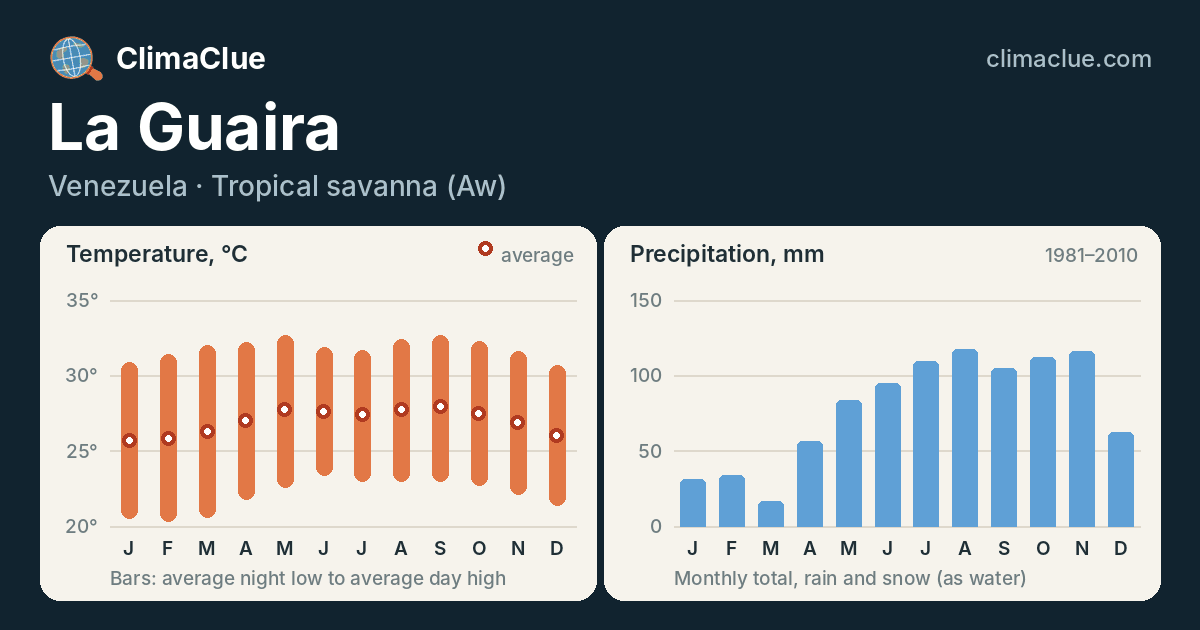 ClimaClue
climaclue.com
La Guaira
Venezuela · Tropical savanna (Aw)
Temperature, °C
average
35°
30°
25°
20°
J F M A M J J A S O N D
Bars: average night low to average day high
Precipitation, mm
1981–2010
150
100
50
0
J F M A M J J A S O N D
Monthly total, rain and snow (as water)